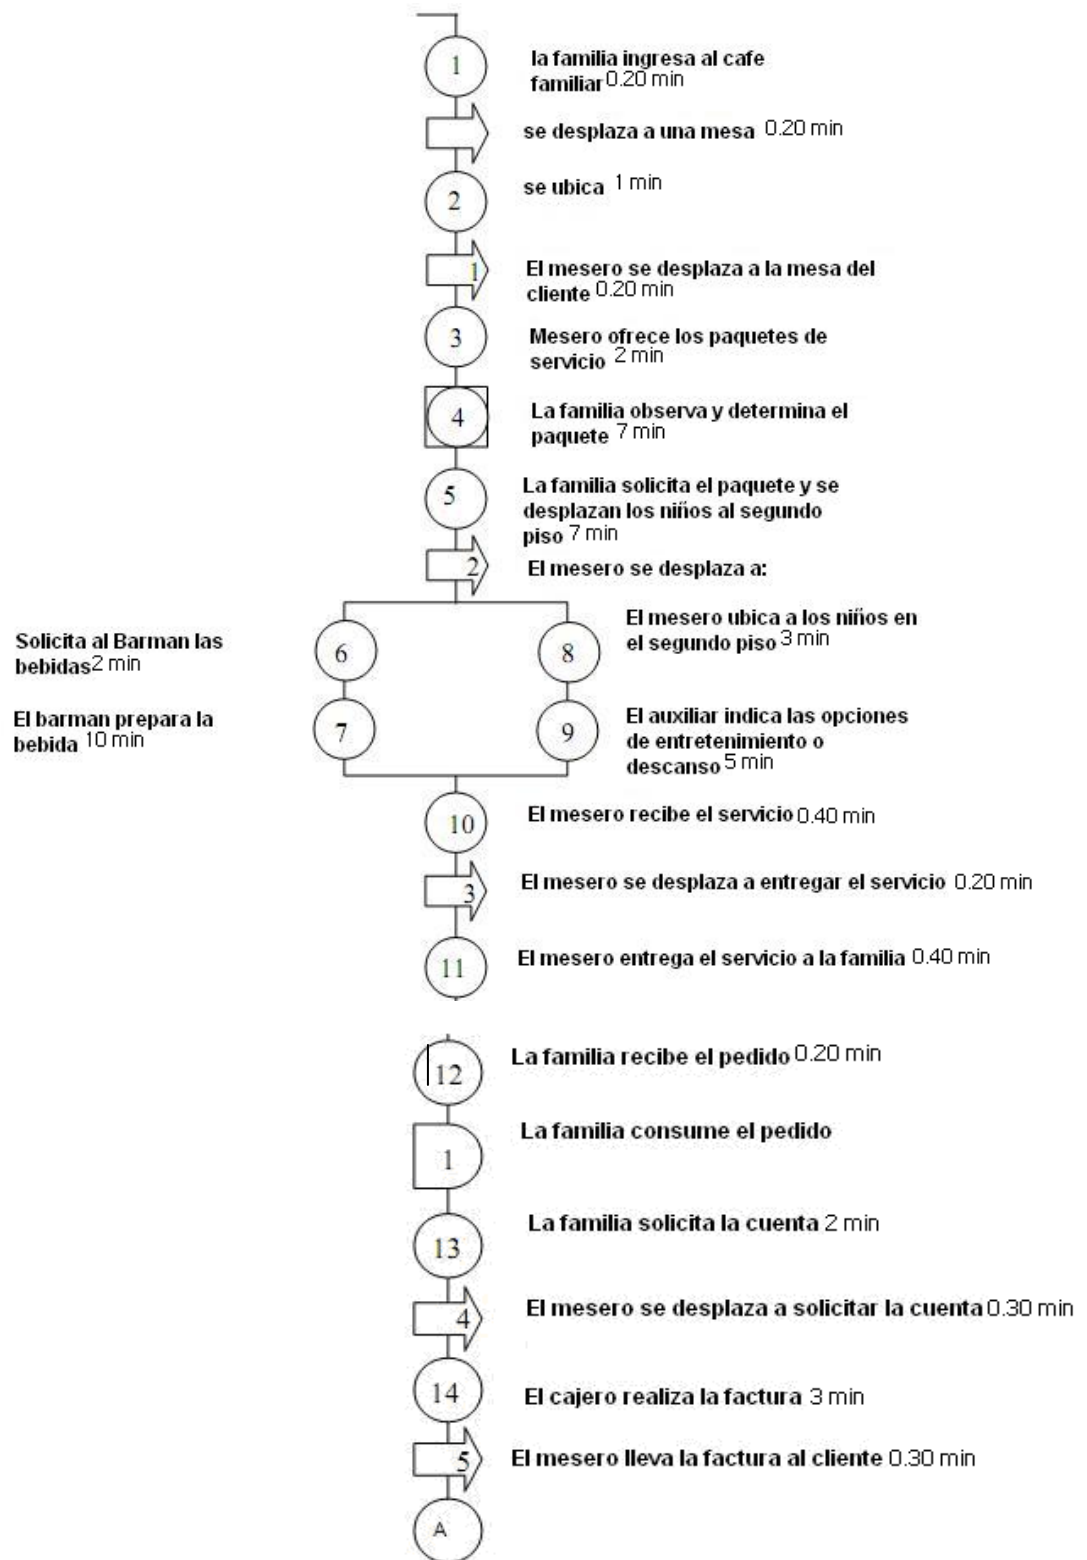 1
la familia ingresa al cafe
familiar 0.20 min
se desplaza a una mesa 0.20 min
2
se ubica 1 min
1
El mesero se desplaza a la mesa del
cliente 0.20 min
3
Mesero ofrece los paquetes de
servicio 2 min
4
La familia observa y determina el
paquete 7 min
5
La familia solicita el paquete y se
desplazan los niños al segundo
piso 7 min
2
El mesero se desplaza a:
Solicita al Barman las
bebidas 2 min
6
8
El mesero ubica a los niños en
el segundo piso 3 min
El barman prepara la
bebida 10 min
7
9
El auxiliar indica las opciones
de entretenimiento o
descanso 5 min
10
El mesero recibe el servicio 0.40 min
3
El mesero se desplaza a entregar el servicio 0.20 min
11
El mesero entrega el servicio a la familia 0.40 min
12
La familia recibe el pedido 0.20 min
1
La familia consume el pedido
13
La familia solicita la cuenta 2 min
4
El mesero se desplaza a solicitar la cuenta 0.30 min
14
El cajero realiza la factura 3 min
5
El mesero lleva la factura al cliente 0.30 min
A